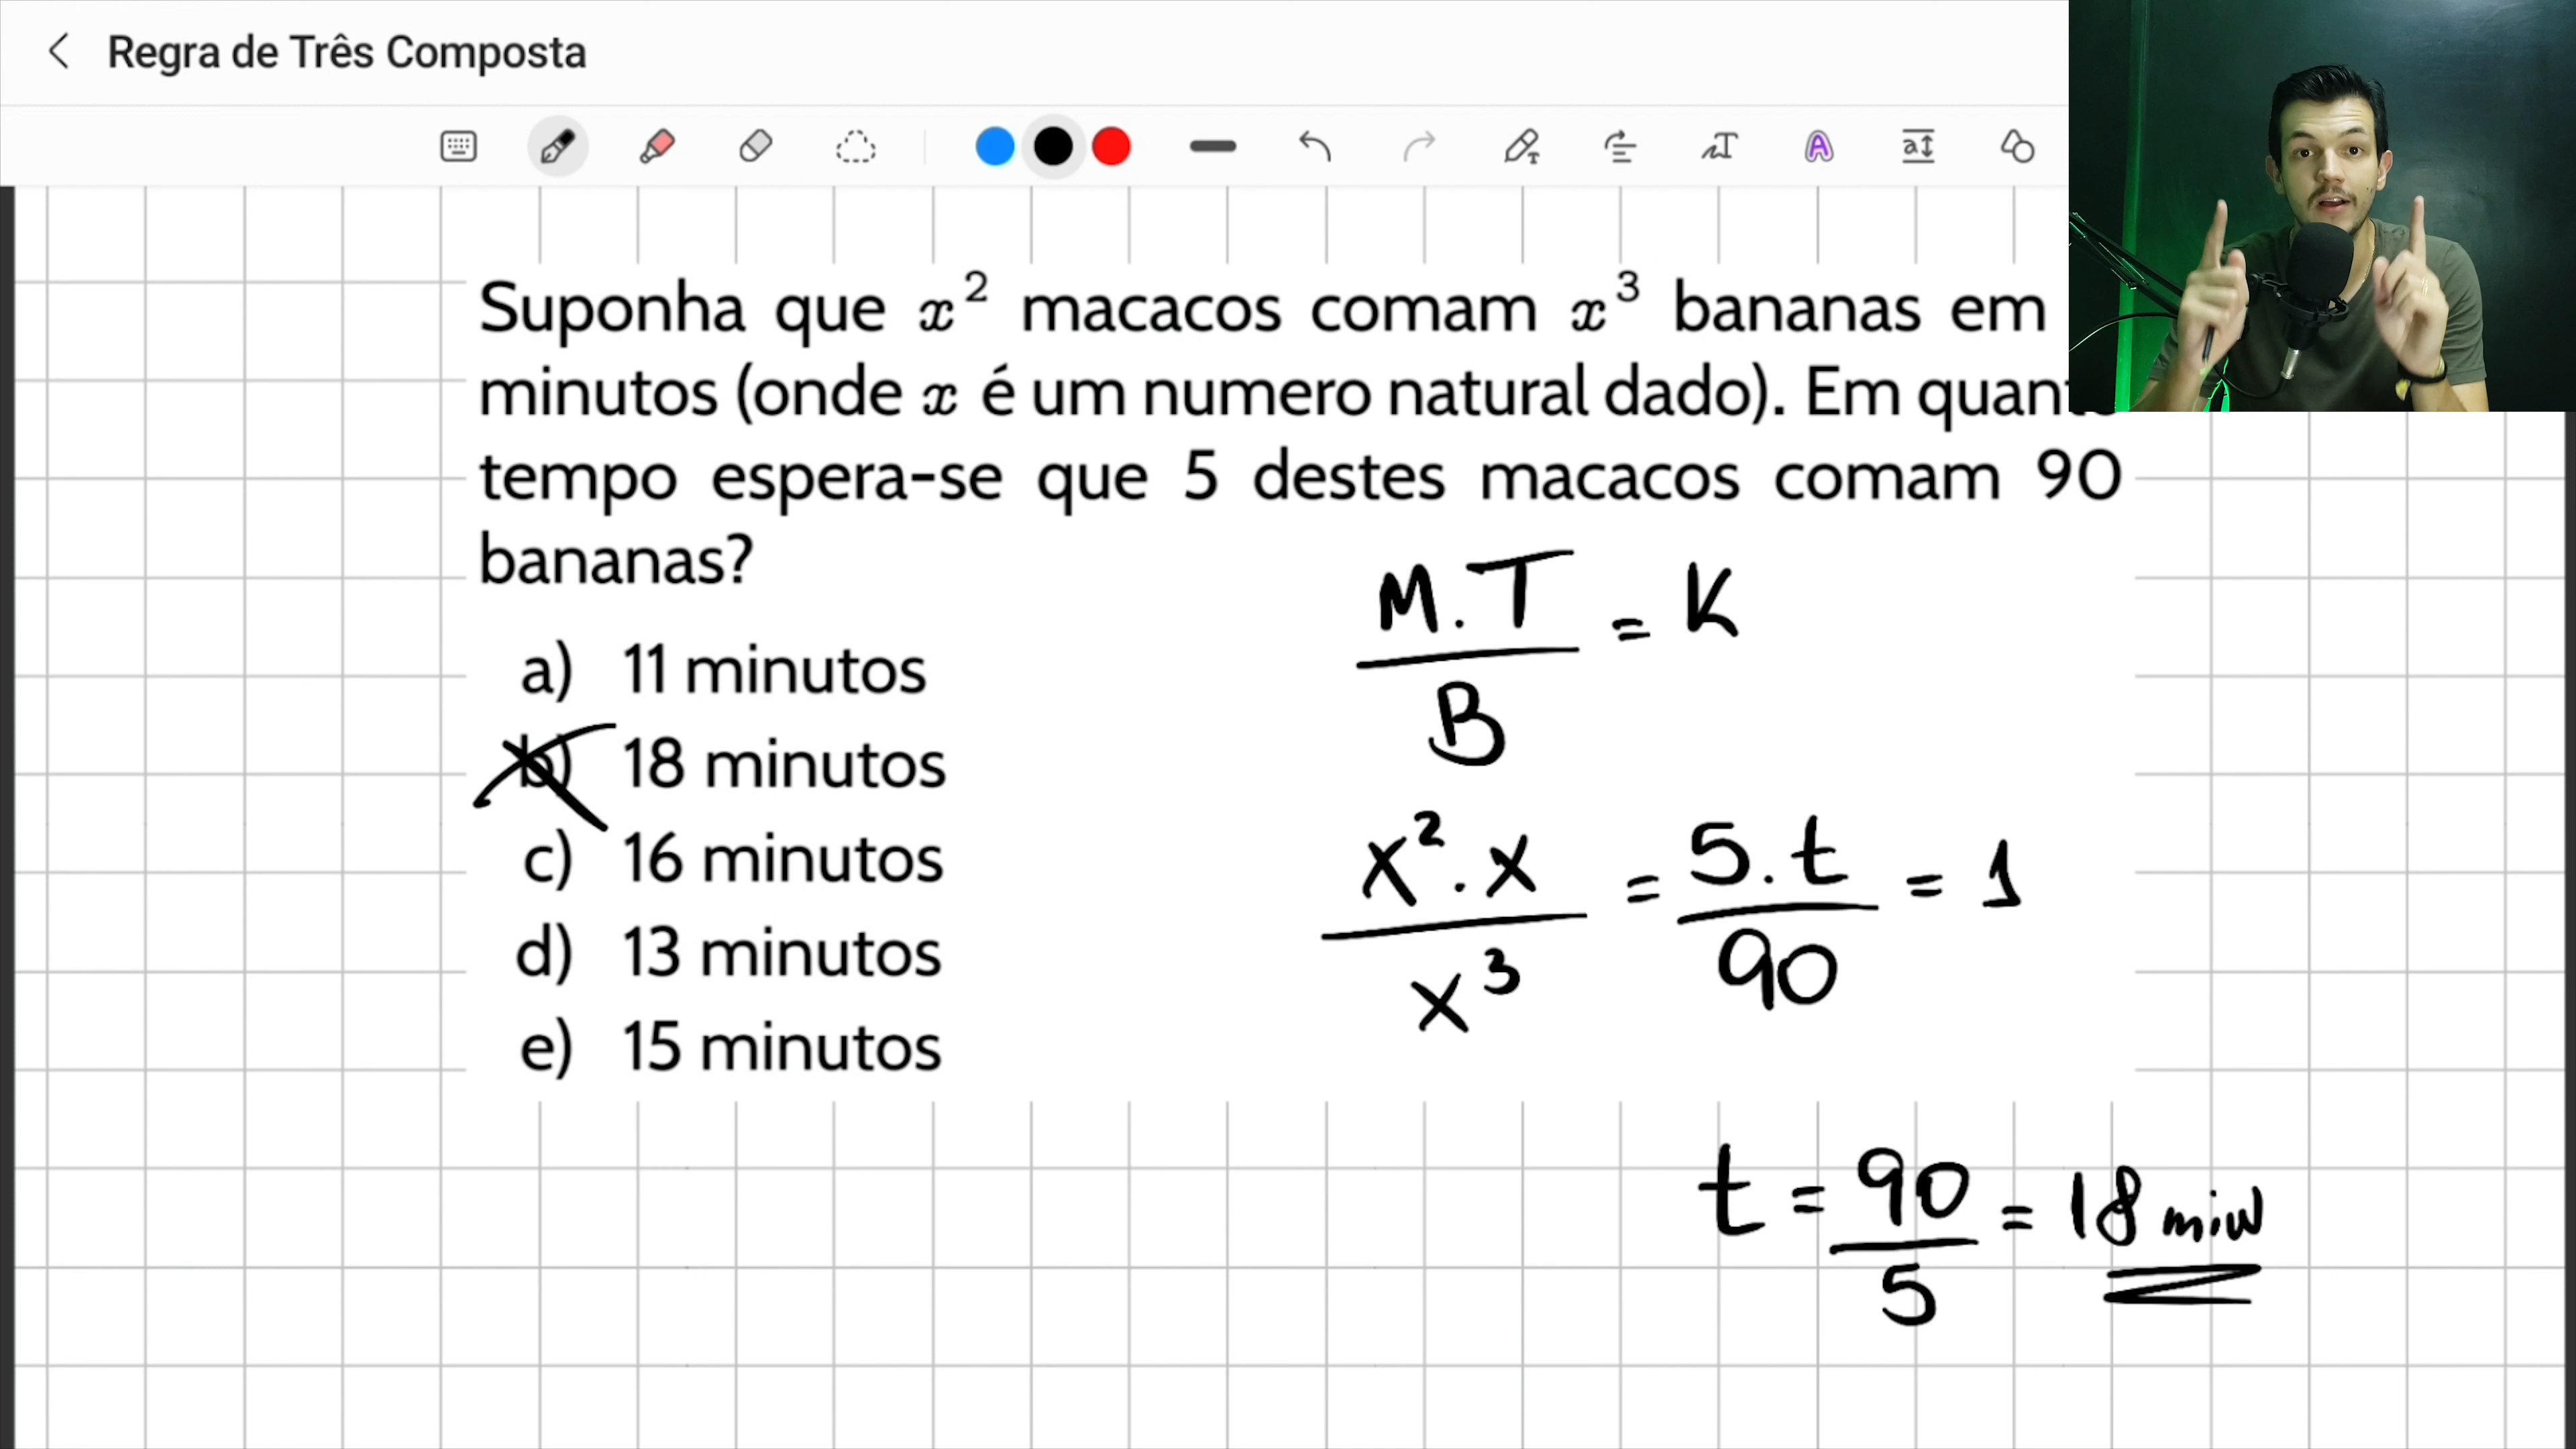 Regra de Três Composta
Suponha que x² macacos comam x³ bananas em
minutos (onde x é um numero natural dado). Em quanto
tempo espera-se que 5 destes macacos comam 90
bananas?
a) 11 minutos
b) 18 minutos
c) 16 minutos
d) 13 minutos
e) 15 minutos
M.T
B
= K
x².x
x³
= 5.t
90
= 1
t = 90
5
= 18 min